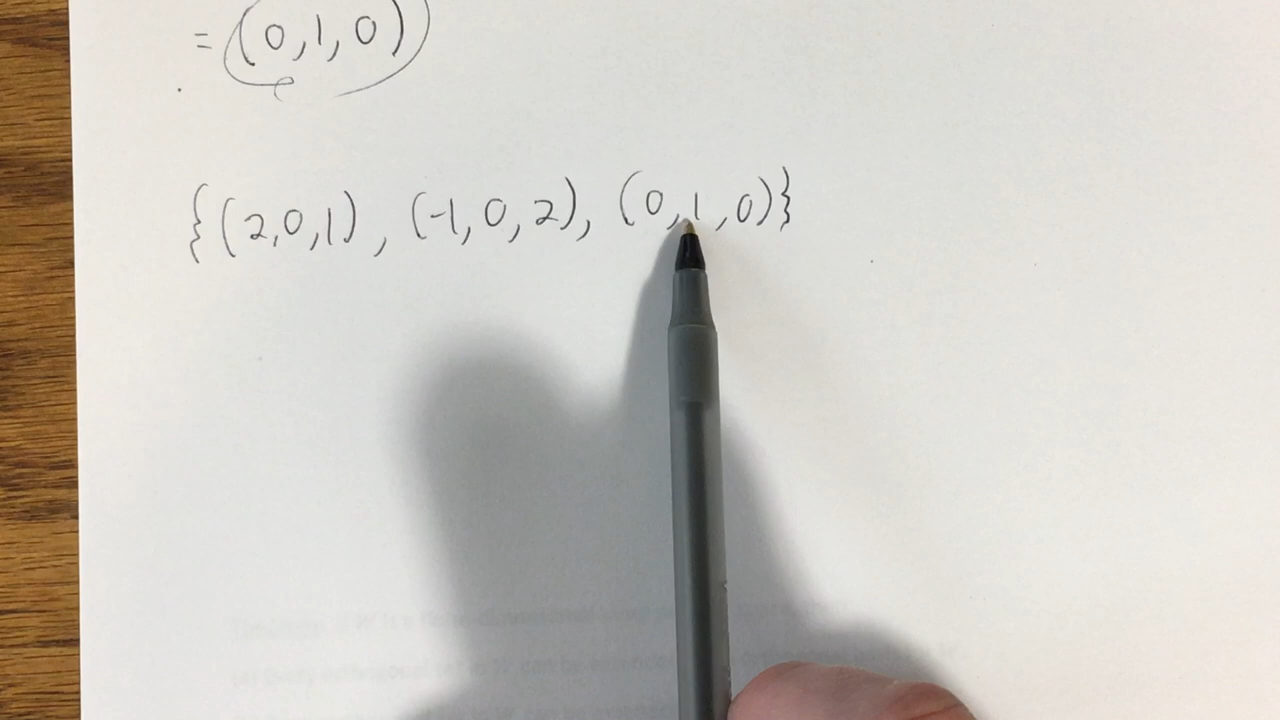 = (0,1,0)
{(2,0,1), (-1,0,2), (0,1,0)}